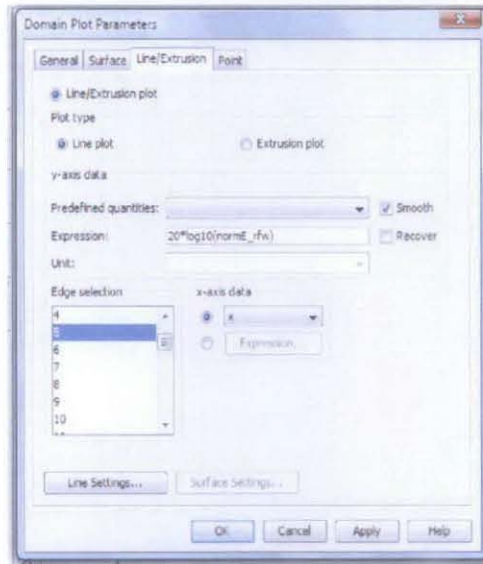 Domain Plot Parameters
General Surface Line/Extrusion Point
Line/Extrusion plot
Plot type
Line plot Extrusion plot
y-axis data
Predefined quantities: Smooth
Expression: 20*log10(normE_rfw) Recover
Unit:
Edge selection x-axis data
4
5 x
6
7 Expression...
8
9
10
Line Settings... Surface Settings...
OK Cancel Apply Help